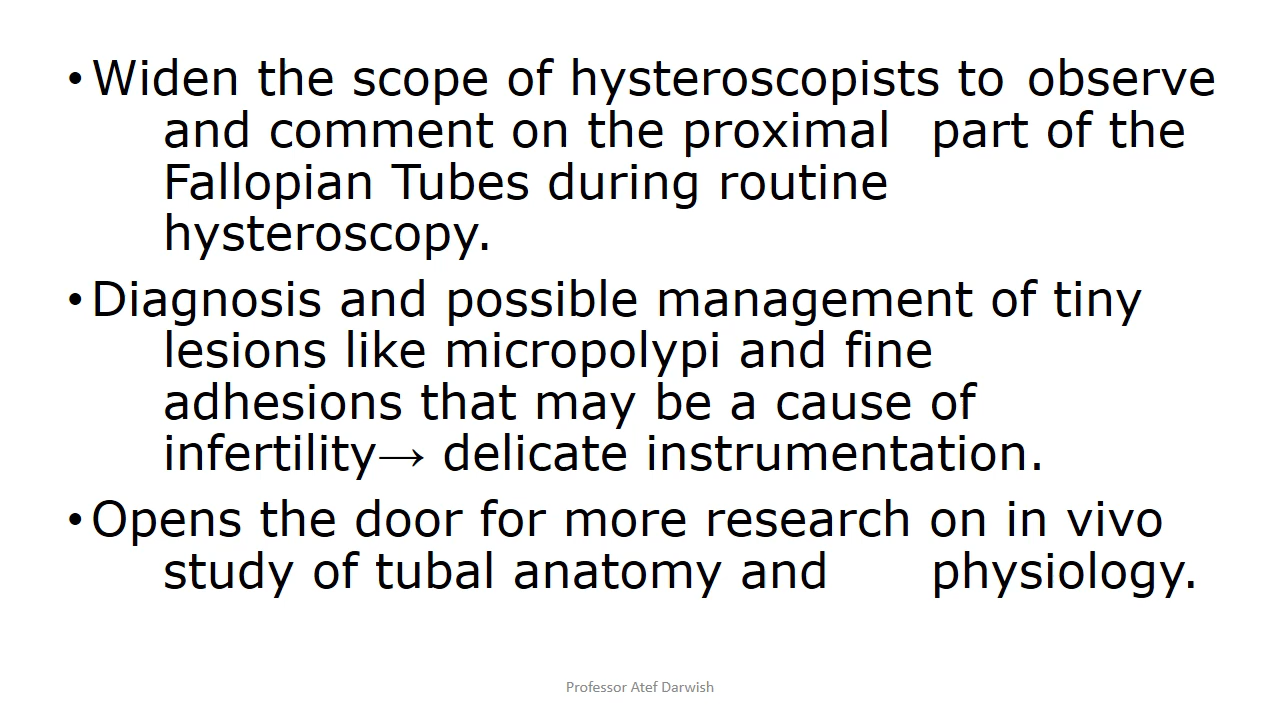 •Widen the scope of hysteroscopists to observe
and comment on the proximal part of the
Fallopian Tubes during routine
hysteroscopy.
•Diagnosis and possible management of tiny
lesions like micropolypi and fine
adhesions that may be a cause of
infertility→ delicate instrumentation.
•Opens the door for more research on in vivo
study of tubal anatomy and physiology.
Professor Atef Darwish